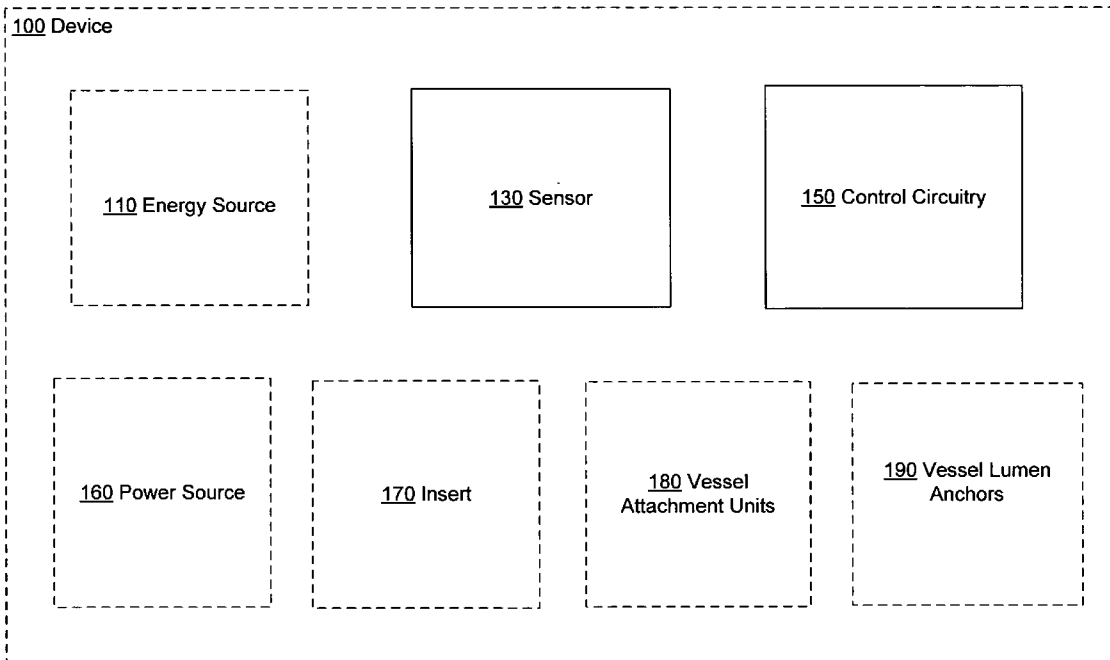 100 Device
110 Energy Source
130 Sensor
150 Control Circuitry
160 Power Source
170 Insert
180 Vessel
Attachment Units
190 Vessel Lumen
Anchors